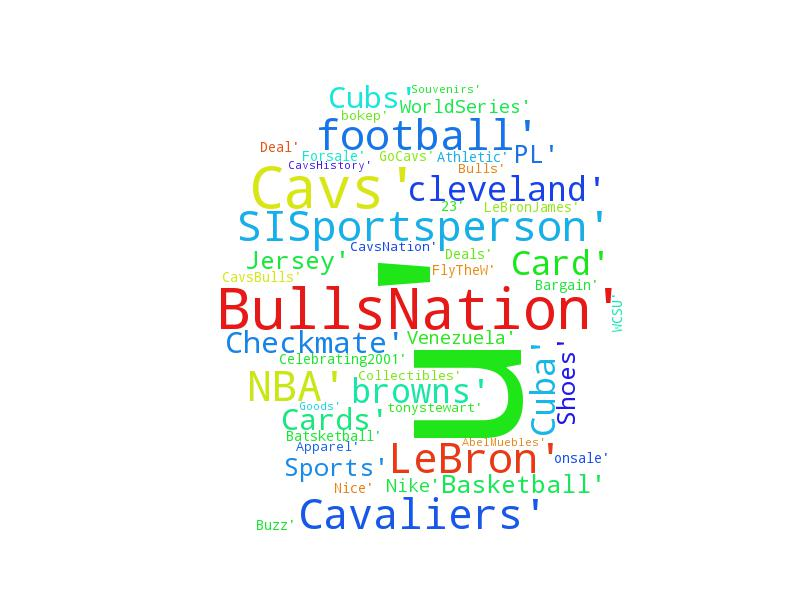 Souvenirs'
Cubs'
WorldSeries'
bokep'
football'
Deal'
Forsale' GoCavs' Athletic' PL'
CavsHistory' Bulls'
Cavs' cleveland'
23' LeBronJames'
SISportsperson'
CavsNation'
Jersey' Deals' Card'
CavsBulls' ' FlyTheW'
Bargain'
BullsNation' WCSU'
Checkmate' Venezuela'
Celebrating2001' u Cuba' Shoes'
NBA' Collectibles'
browns'
Goods' tonystewart'
Cards'
Batsketball'
Apparel' AbelMuebles'
Sports' LeBron' onsale'
Nice' Nike' Basketball'
Buzz' Cavaliers'